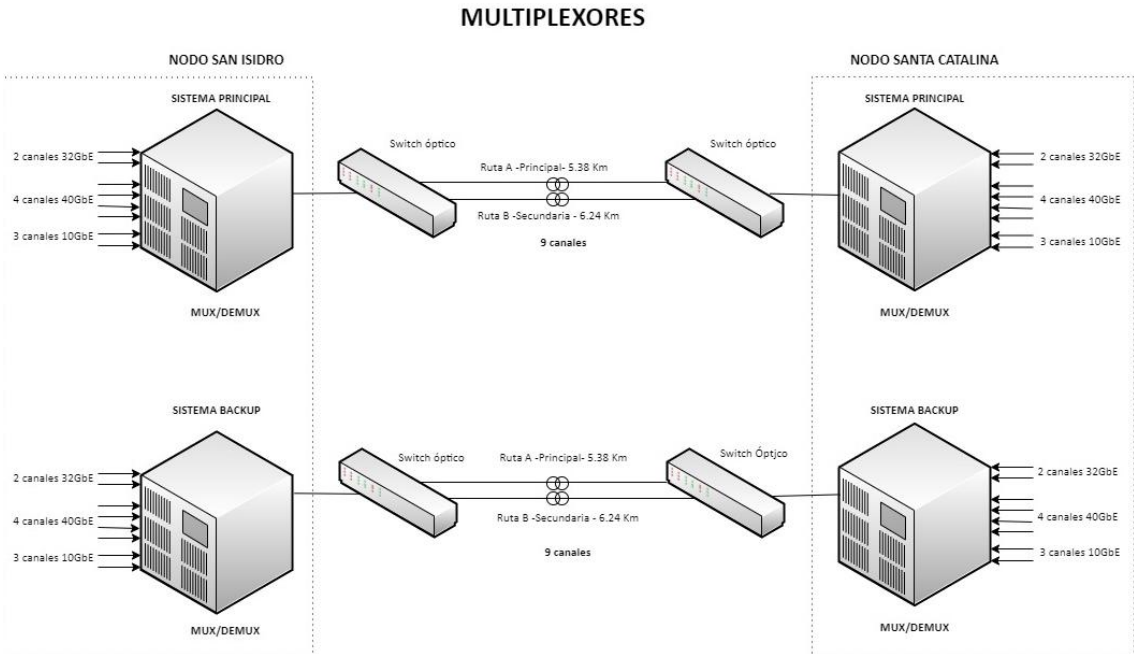 MULTIPLEXORES
NODO SAN ISIDRO
NODO SANTA CATALINA
SISTEMA PRINCIPAL
SISTEMA PRINCIPAL
Switch óptico
Switch óptico
2 canales 32GbE
Ruta A -Principal- 5.38 Km
2 canales 32GbE
4 canales 40GbE
4 canales 40GbE
Ruta B -Secundaria - 6.24 Km
3 canales 10GbE
9 canales
3 canales 10GbE
MUX/DEMUX
MUX/DEMUX
SISTEMA BACKUP
SISTEMA BACKUP
Switch óptico
Ruta A -Principal- 5.38 Km
Switch Óptjco
2 canales 32GbE
2 canales 32GbE
4 canales 40GbE
Ruta B -Secundaria - 6.24 Km
4 canales 40GbE
3 canales 10GbE
9 canales
3 canales 10GbE
MUX/DEMUX
MUX/DEMUX